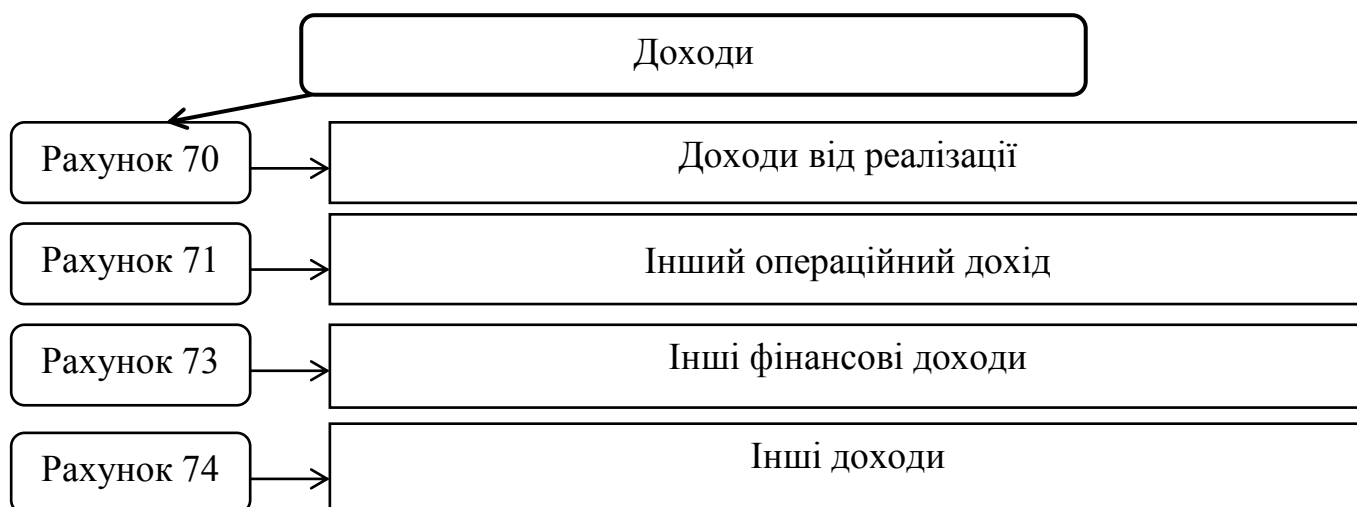 Доходи
Рахунок 70
Доходи від реалізації
Рахунок 71
Інший операційний дохід
Рахунок 73
Інші фінансові доходи
Рахунок 74
Інші доходи